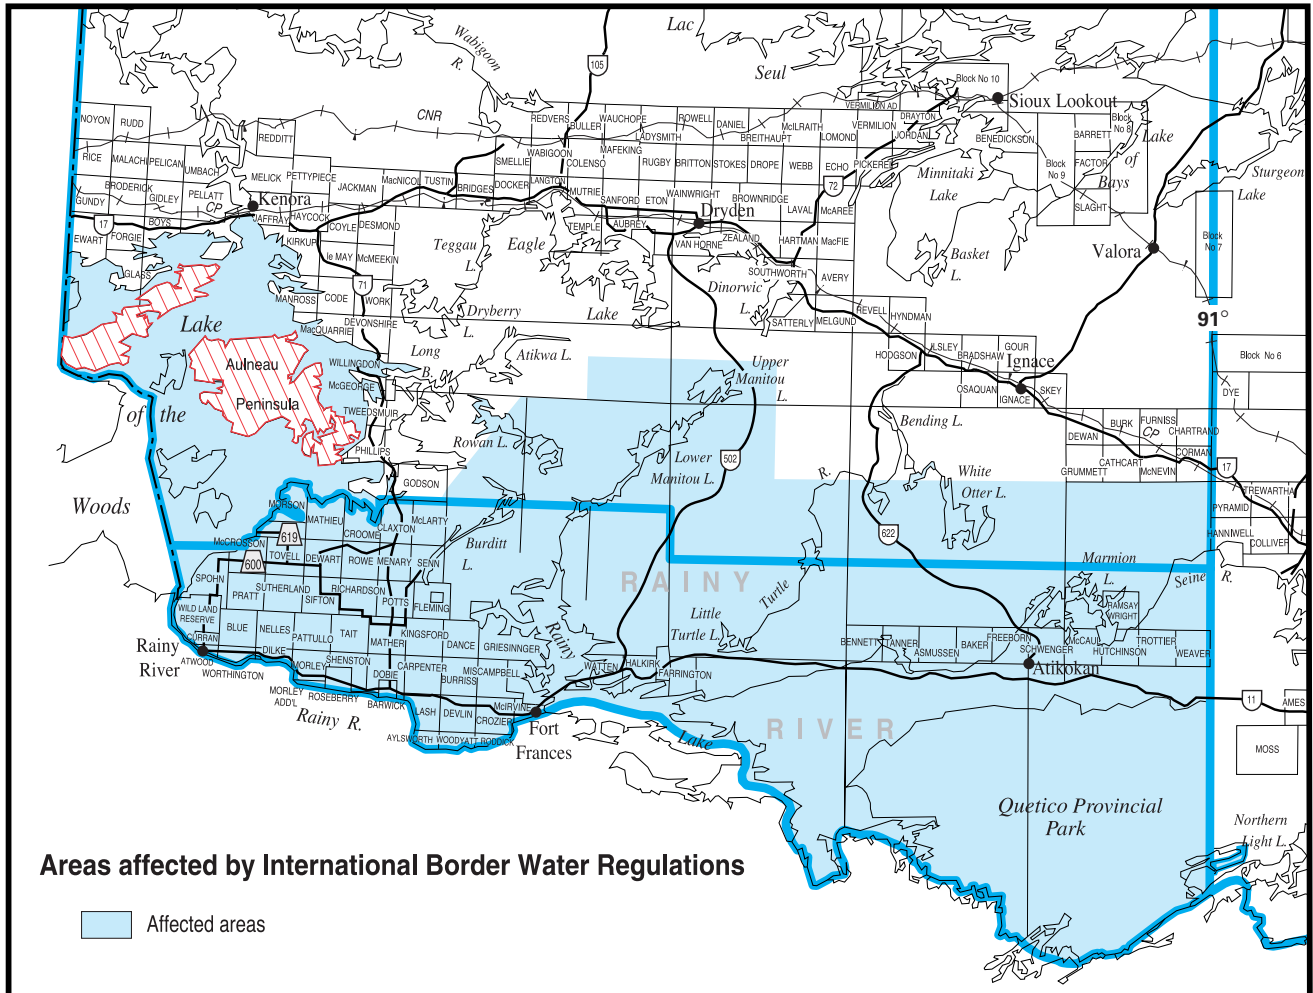 Lac
Seul
Wabigoon
R.
105
Block No 10
Sioux Lookout
VERMILION AD
DRAYTON
Block
No 8
NOYON
RUDD
CNR
REDDITT
REDVERS
BULLER
WAUCHOPE
LADYSMITH
ROWELL
DANIEL
BREITHAUPT
McILRAITH
LOMOND
VERMILION
JORDAN
BENEDICKSON
BARRETT
Lake
of
Bays
RICE
MALACHI
PELICAN
UMBACH
MELICK
PETTYPIECE
JACKMAN
MacNICOL
TUSTIN
BRIDGES
SMELLIE
WABIGOON
COLENSO
MAFEKING
RUGBY
BRITTON
STOKES
DROPE
WEBB
ECHO
PICKEREL
Minnitaki
Lake
Block
No 9
FACTOR
SLAGHT
Sturgeon
Lake
BRODERICK
GUNDY
GIDLEY
PELLATT
CP
Kenora
DOCKER
LANGTON
MUTRIE
SANFORD
ETON
WAINWRIGHT
BROWNRIDGE
LAVAL
McAREE
72
Dryden
17
BOYS
JAFFRAY
HAYCOCK
COYLE
DESMOND
EWART
FORGIE
KIRKUP
le MAY
McMEEKIN
Teggau
L.
Eagle
TEMPLE
AUBREY
VAN HORNE
ZEALAND
HARTMAN
MacFIE
Basket
L.
Valora
Block
No 7
GLASS
71
SOUTHWORTH
AVERY
Dinorwic
L.
MANROSS
CODE
WORK
Dryberry
L.
Lake
SATTERLY
MELGUND
REVELL
HYNDMAN
91°
Lake
MacQUARRIE
DEVONSHIRE
Long
B.
Atikwa L.
HODGSON
ILSLEY
BRADSHAW
GOUR
Ignace
Block No 6
Aulneau
Peninsula
WILLINGDON
McGEORGE
Upper
Manitou
L.
OSAQUAN
IGNACE
SKEY
DYE
of
the
TWEEDSMUIR
Rowan L.
Bending L.
BURK
FURNISS
CP
CHARTRAND
DEWAN
CORMAN
PHILLIPS
Lower
Manitou L.
502
R.
White
Otter L.
GRUMMETT
CATHCART
McNEVIN
17
GODSON
TREWARTHA
Woods
MORSON
MATHIEU
McLARTY
PYRAMID
619
CROOME
CLAXTON
622
HANNIWELL
COLLIVER
McCROSSON
600
TOVELL
DEWART
ROWE
MENARY
SENN
Burditt
L.
Marmion
L.
Seine
R.
SPOHN
PRATT
SUTHERLAND
SIFTON
RICHARDSON
POTTS
FLEMING
RAINY
Turtle
Little
Turtle L.
RAMSAY
WRIGHT
WILD LAND
RESERVE
BLUE
NELLES
PATTULLO
TAIT
MATHER
KINGSFORD
DANCE
GRIESINNGER
Rainy
BENNETT
TANNER
ASMUSSEN
BAKER
FREEBORN
SCHWENGER
McCAUL
HUTCHINSON
TROTTIER
WEAVER
Rainy
River
CURRAN
ATWOOD
DILKE
WORTHINGTON
MORLEY
SHENSTON
DOBIE
CARPENTER
BURRISS
MISCAMPBELL
WATTEN
HALKIRK
FARRINGTON
Atikokan
MORLEY
ADD'L
ROSEBERRY
BARWICK
LASH
DEVLIN
McIRVINE
CROZIER
11
AMES
Rainy R.
AYLSWORTH
WOODYATT
RODDICK
Fort
Frances
Lake
RIVER
MOSS
Quetico Provincial
Park
Northern
Light L.
Areas affected by International Border Water Regulations
Affected areas